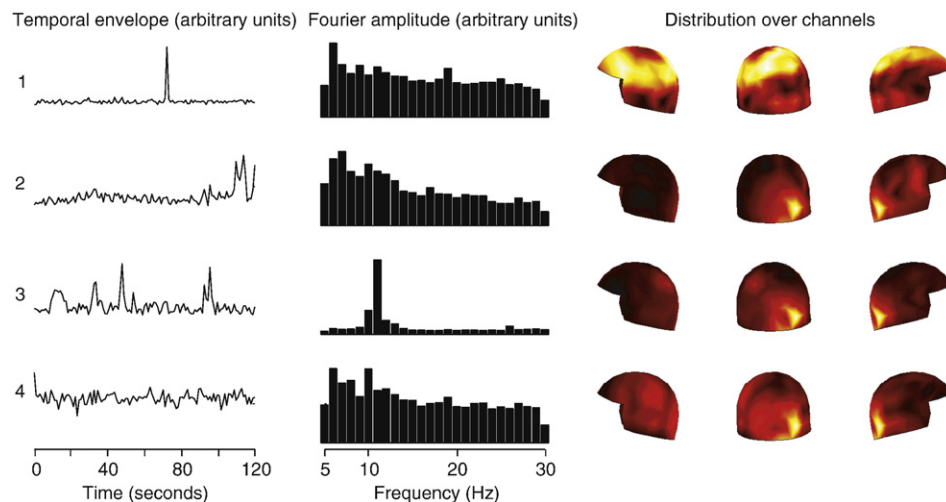 Temporal envelope (arbitrary units) Fourier amplitude (arbitrary units) Distribution over channels
1
2
3
4
0 40 80 120 5 10 20 30
Time (seconds) Frequency (Hz)